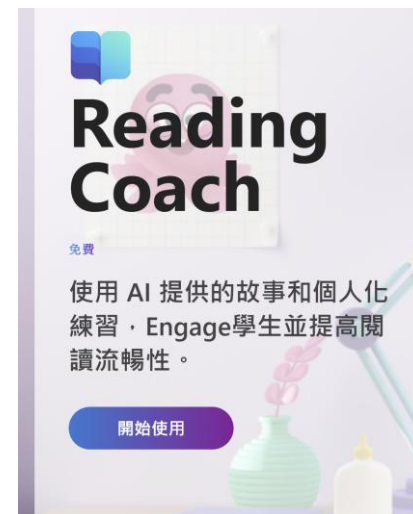 Reading
Coach
免費
使用 AI 提供的故事和個人化
練習，Engage學生並提高閱
讀流暢性。
開始使用